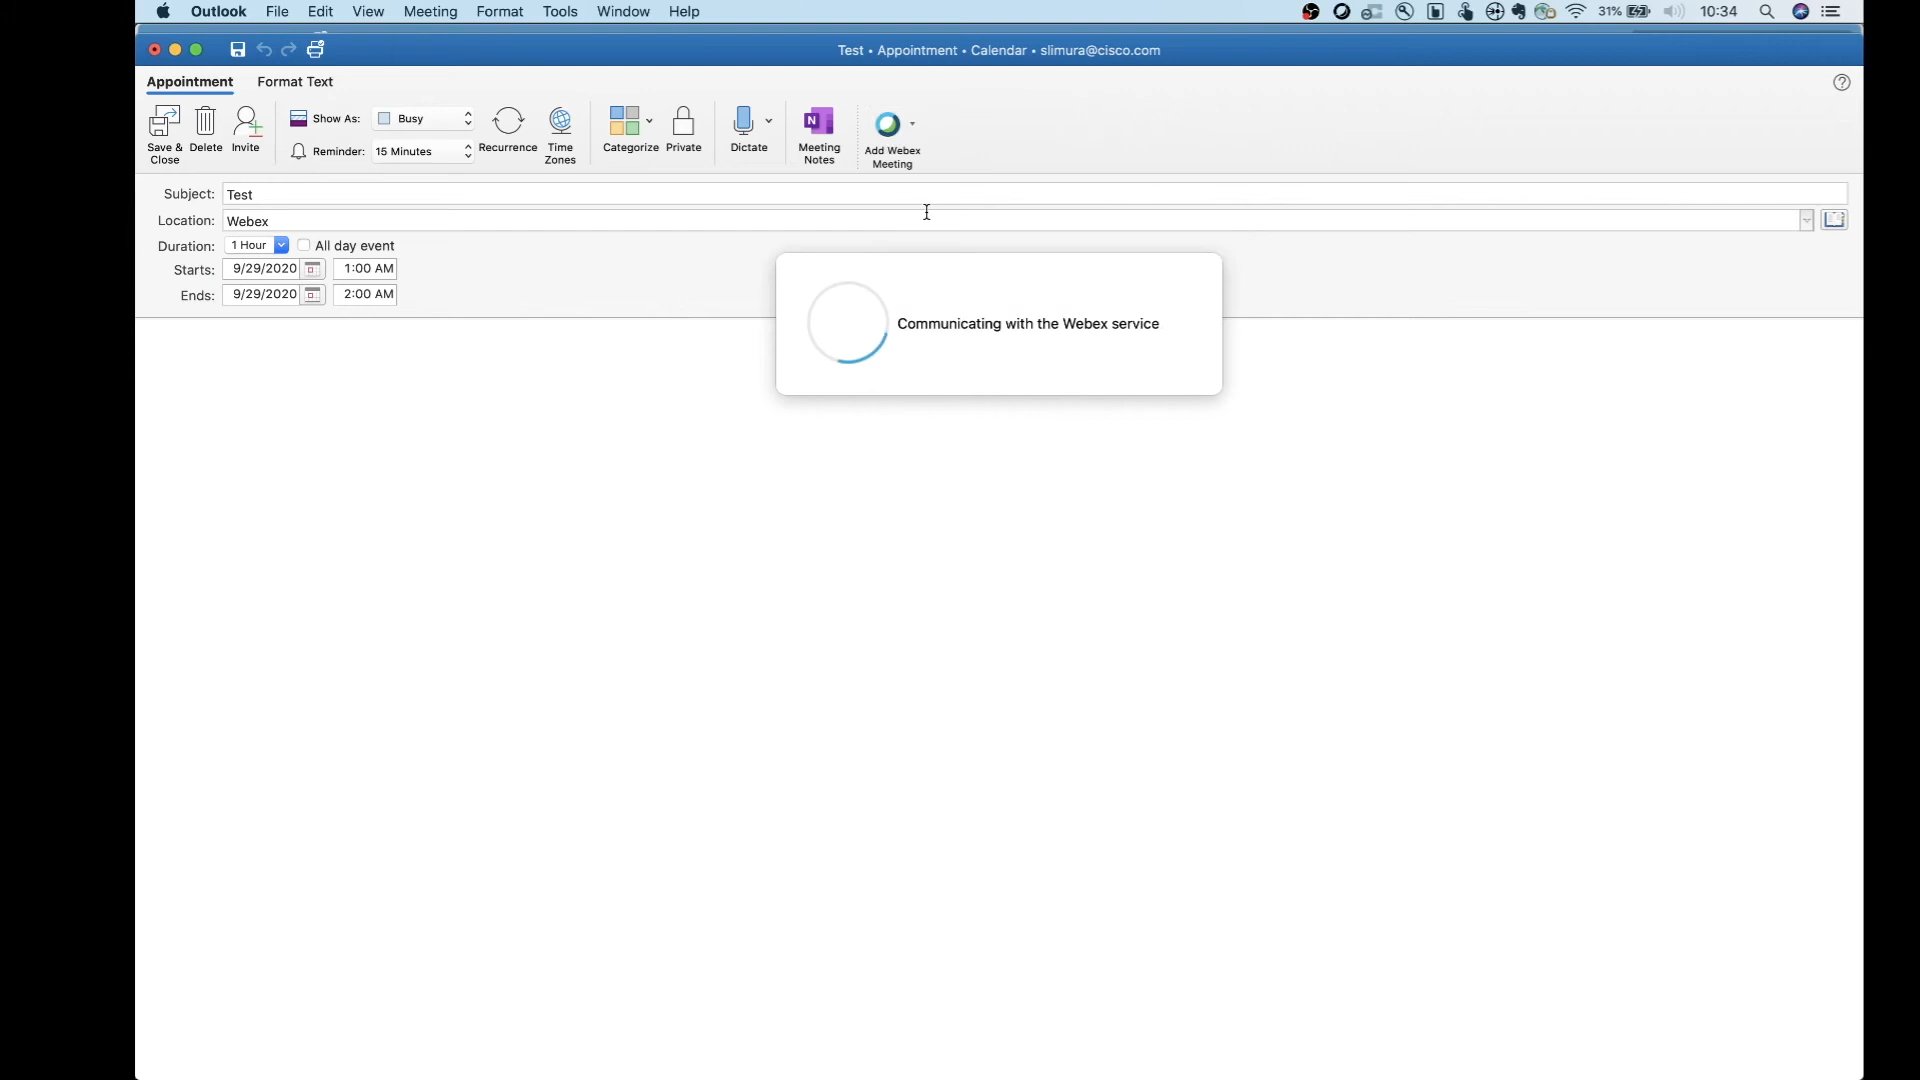 Outlook File Edit View Meeting Format Tools Window Help 31% 10:34
Test • Appointment • Calendar • slimura@cisco.com
Appointment Format Text
Show As: Busy
Save & Close Delete Invite Recurrence Time Zones Categorize Private Dictate Meeting Notes Add Webex Meeting
Reminder: 15 Minutes
Subject: Test
Location: Webex
Duration: 1 Hour All day event
Starts: 9/29/2020 1:00 AM
Ends: 9/29/2020 2:00 AM
Communicating with the Webex service